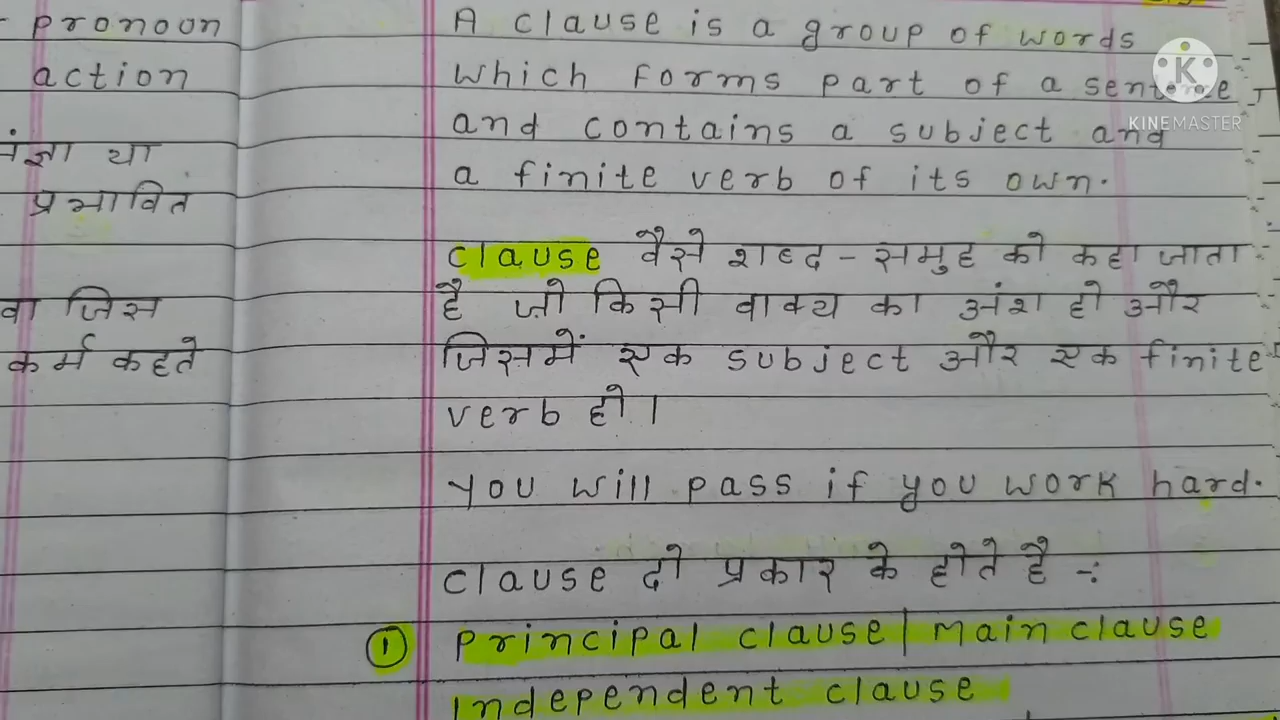 pronoon
action
या
प्रभावित
वा जिस
कर्म कहते
A clause is a group of words
which forms part of a sentence
and contains a subject and
a finite verb of its own.
clause वैसे शब्द - समुह को कहा जाता
है जो किसी वाक्य का अंश हो और
जिसमें एक subject और एक finite
verb हो।
You will pass if you work hard.
clause दो प्रकार के होते है -:
① Principal clause | Main clause
Independent clause
K
KINEMASTER